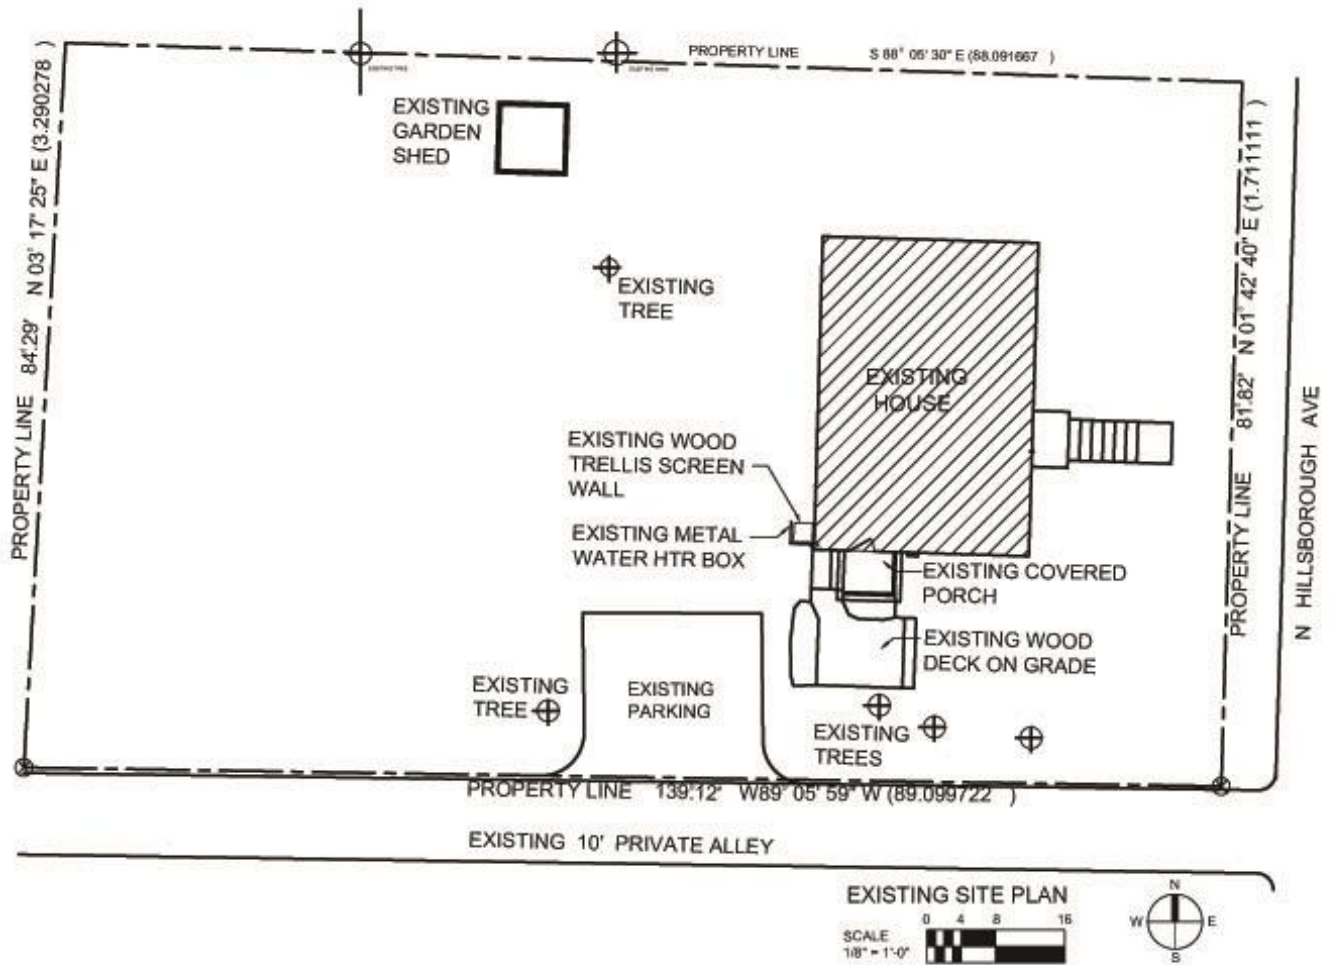 PROPERTY LINE S 88° 05' 30" E (88.091667 )
EXISTING TREE
EXISTING
GARDEN
SHED
PROPERTY LINE 84.29' N 03° 17' 25" E (3.290278 )
EXISTING
TREE
EXISTING
HOUSE
PROPERTY LINE 81.82' N 01° 42' 40" E (1.711111 )
N HILLSBOROUGH AVE
EXISTING WOOD
TRELLIS SCREEN
WALL
EXISTING METAL
WATER HTR BOX
EXISTING COVERED
PORCH
EXISTING WOOD
DECK ON GRADE
EXISTING
TREE
EXISTING
PARKING
EXISTING
TREES
PROPERTY LINE 139.12' W89° 05' 59" W (89.099722 )
EXISTING 10' PRIVATE ALLEY
EXISTING SITE PLAN
0 4 8 16
SCALE
1/8" = 1'-0"
N
W E
S